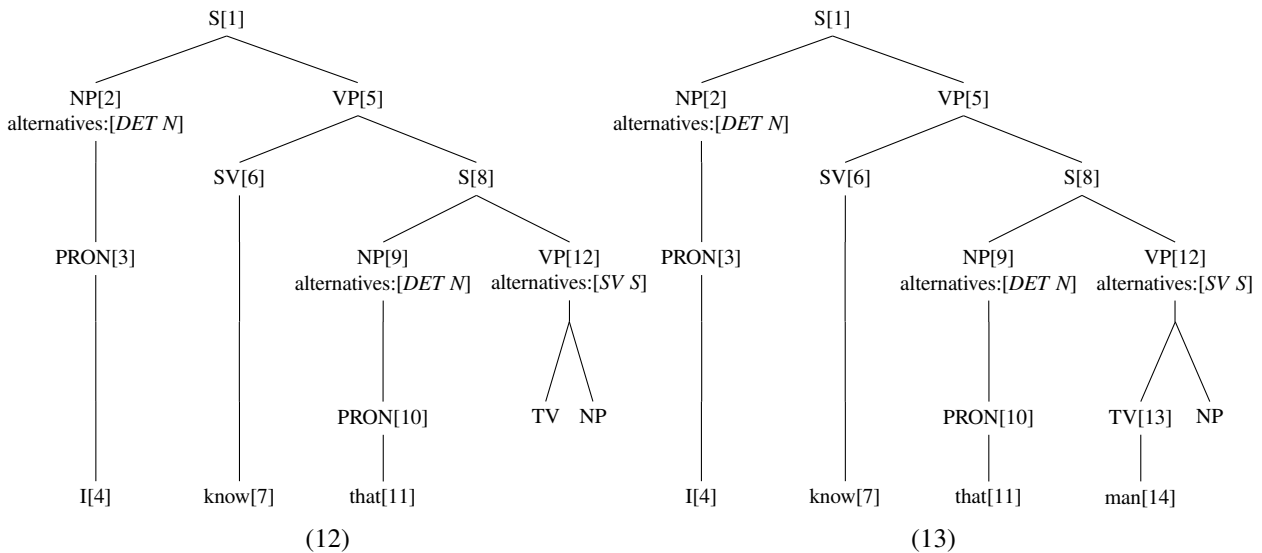 S[1] S[1]
NP[2] VP[5] NP[2] VP[5]
alternatives:[DET N] alternatives:[DET N]
SV[6] S[8] SV[6] S[8]
PRON[3] NP[9] VP[12] PRON[3] NP[9] VP[12]
alternatives:[DET N] alternatives:[SV S] alternatives:[DET N] alternatives:[SV S]
PRON[10] TV NP PRON[10] TV[13] NP
I[4] know[7] that[11] I[4] know[7] that[11] man[14]
(12) (13)